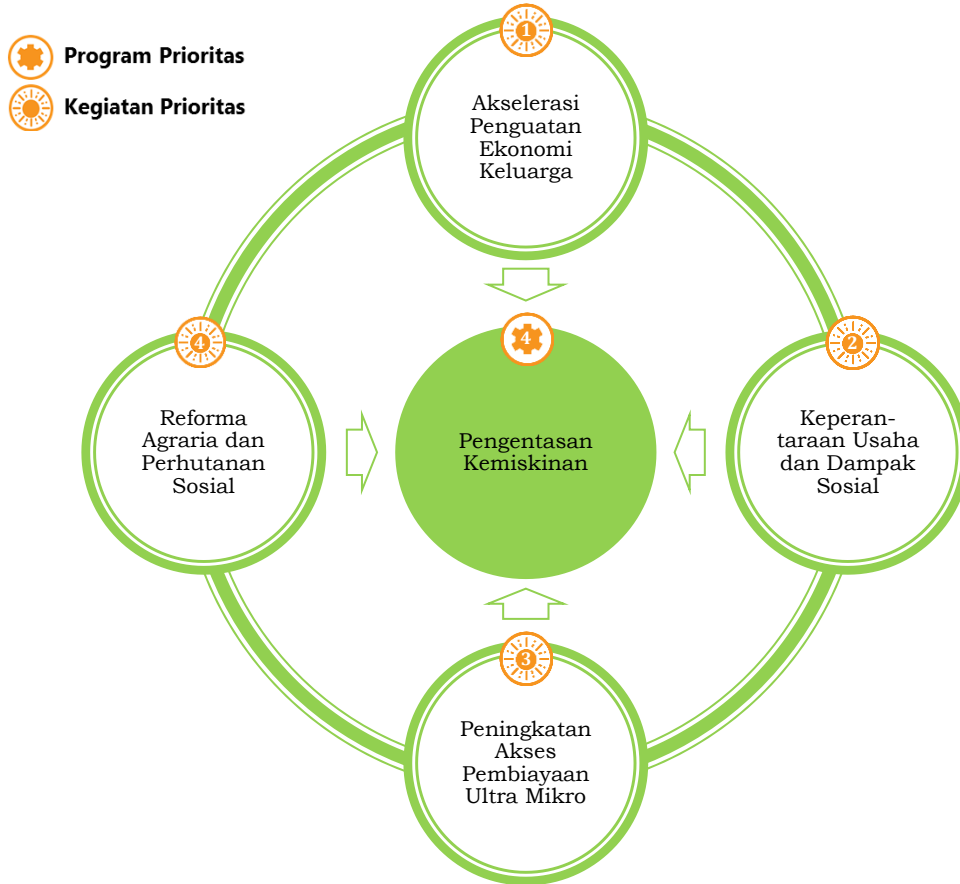 Program Prioritas
Kegiatan Prioritas
1
Akselerasi
Penguatan
Ekonomi
Keluarga
2
Keperan-
taraan Usaha
dan Dampak
Sosial
3
Peningkatan
Akses
Pembiayaan
Ultra Mikro
4
Reforma
Agraria dan
Perhutanan
Sosial
4
Pengentasan
Kemiskinan